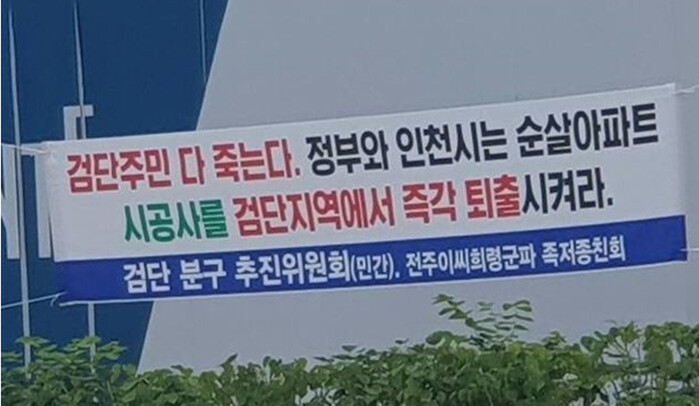 검단주민 다 죽는다. 정부와 인천시는 순살아파트
시공사를 검단지역에서 즉각 퇴출시켜라.
검단 분구 추진위원회(민간). 전주이씨희령군파 족저종친회